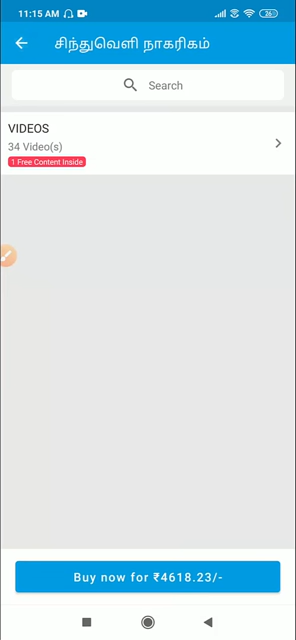 11:15 AM
26
சிந்துவெளி நாகரிகம்
Search
VIDEOS
34 Video(s)
1 Free Content Inside
Buy now for ₹4618.23/-